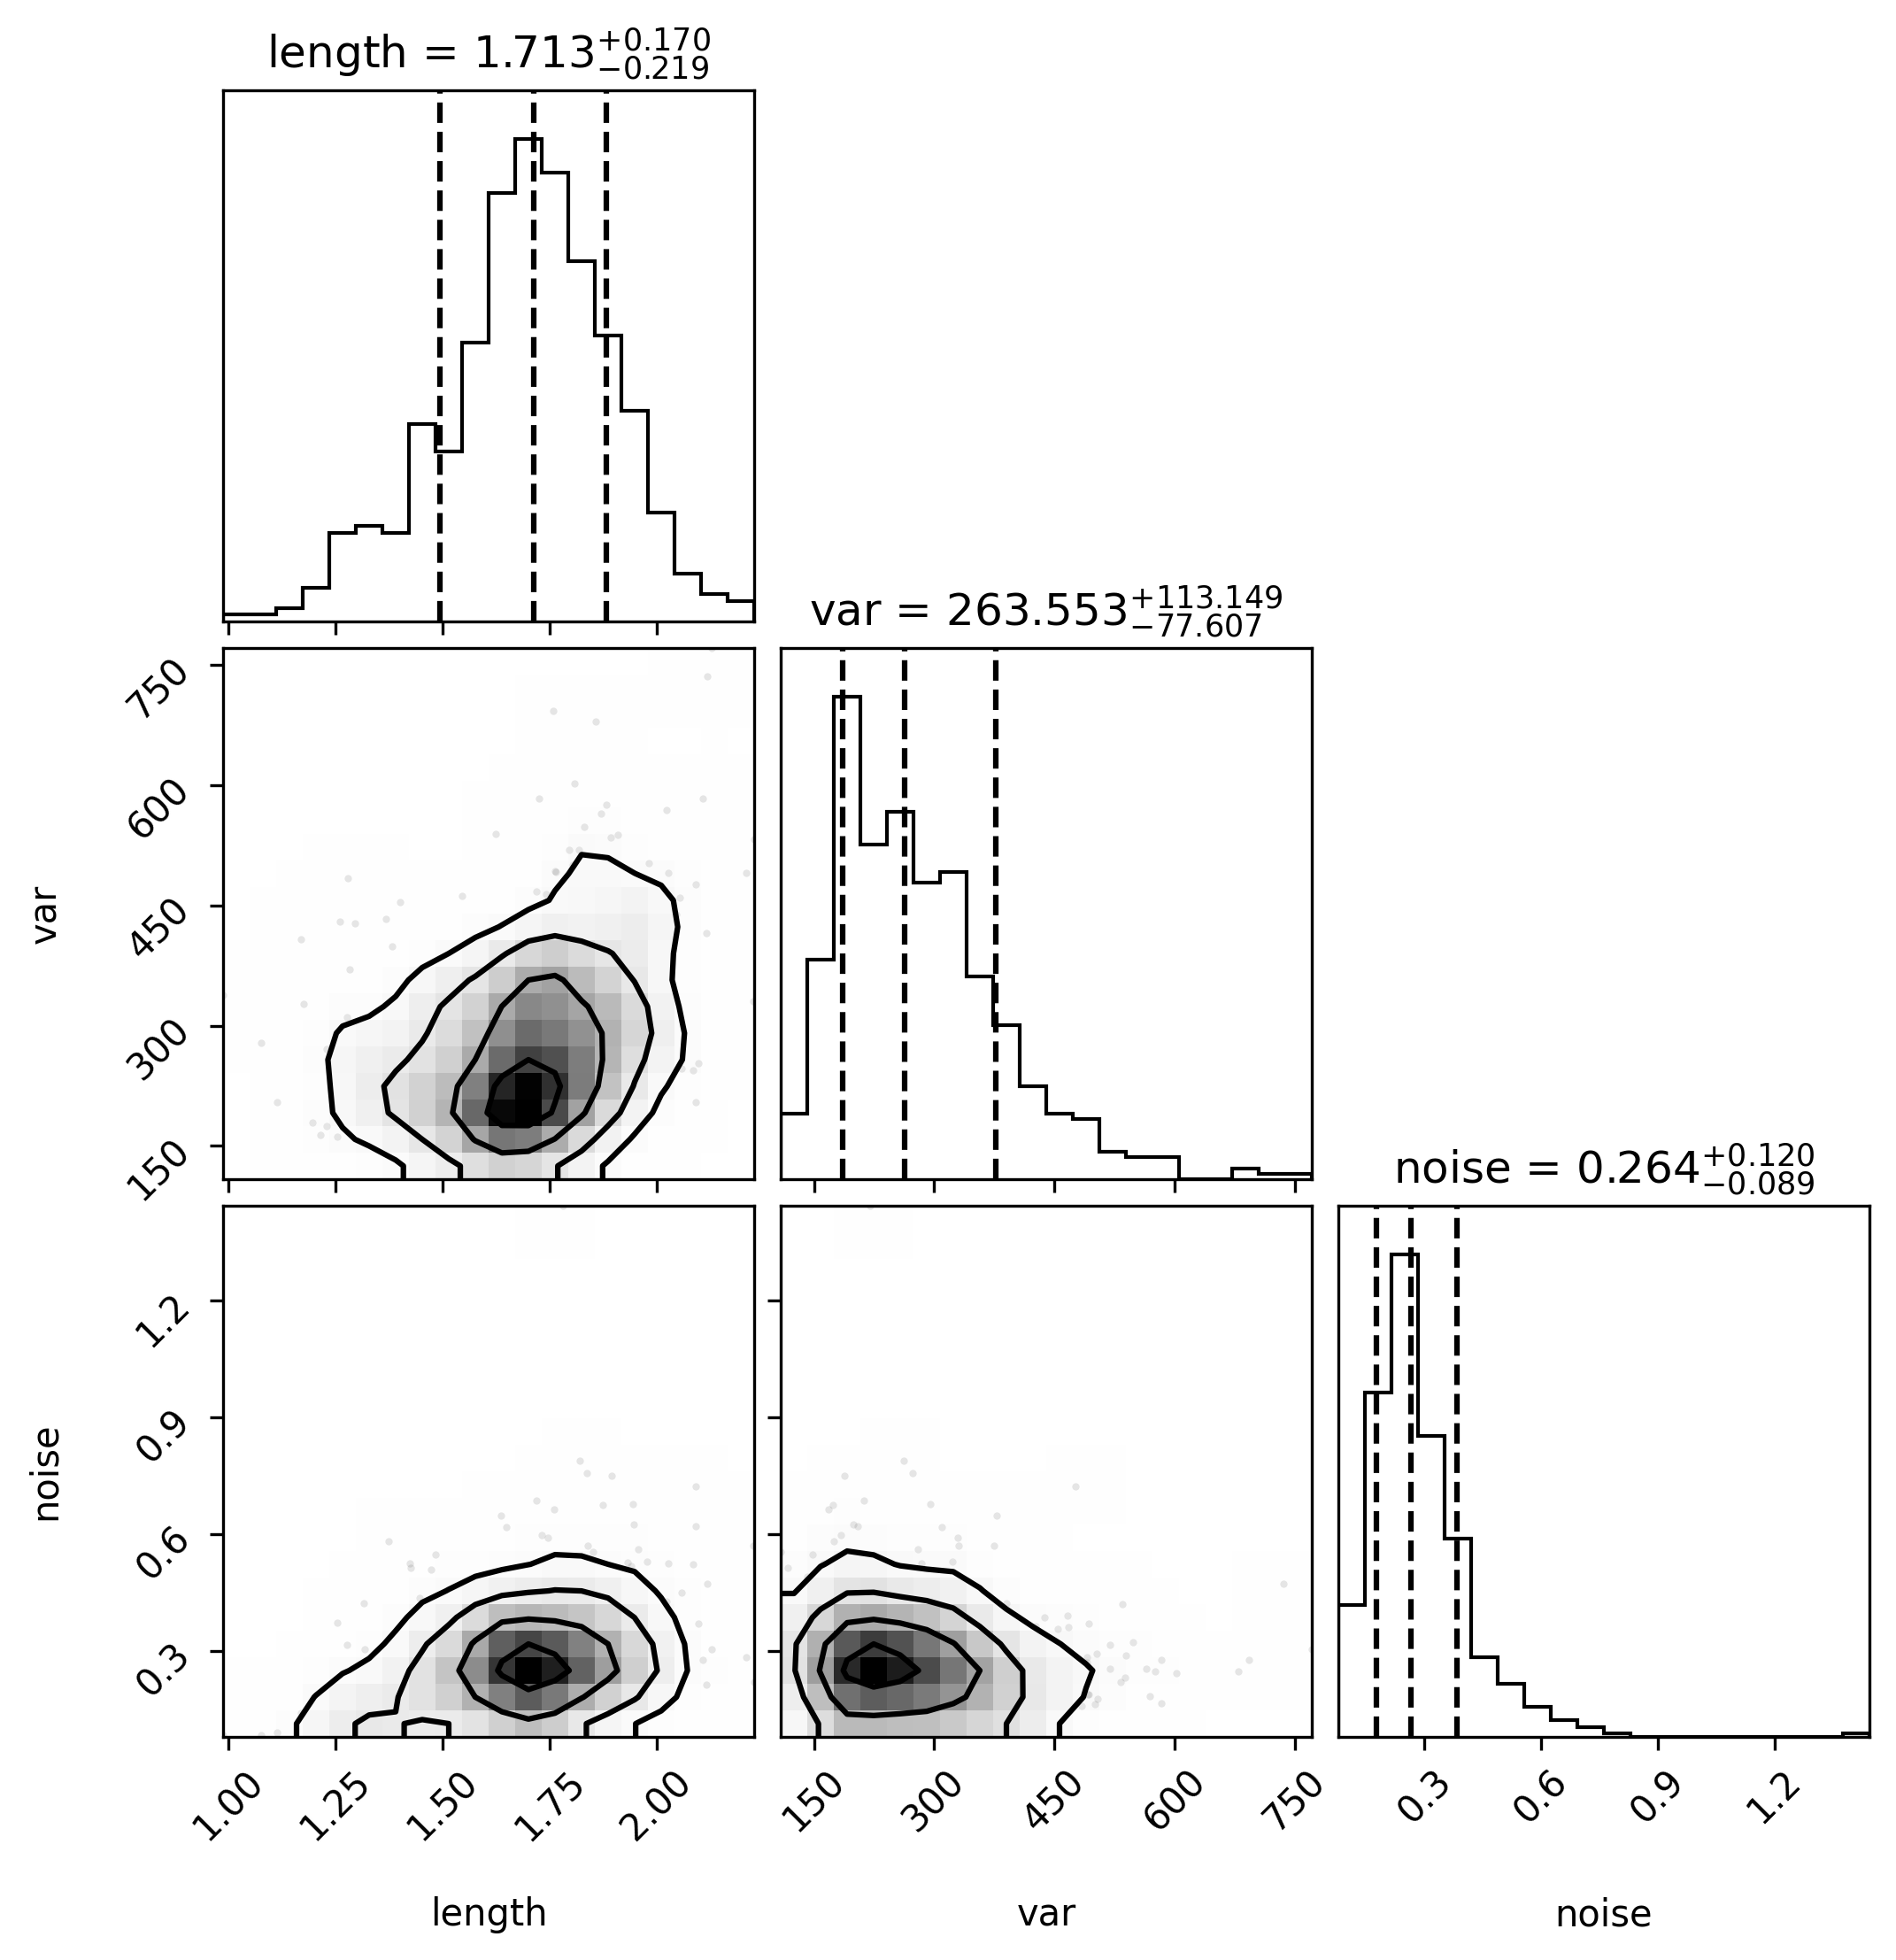 length = 1.713 +0.170 −0.219
var = 263.553 +113.149 −77.607
750
600
450
300
150
var
noise = 0.264 +0.120 −0.089
1.2
0.9
0.6
0.3
noise
1.00 1.25 1.50 1.75 2.00 150 300 450 600 750 0.3 0.6 0.9 1.2
length var noise